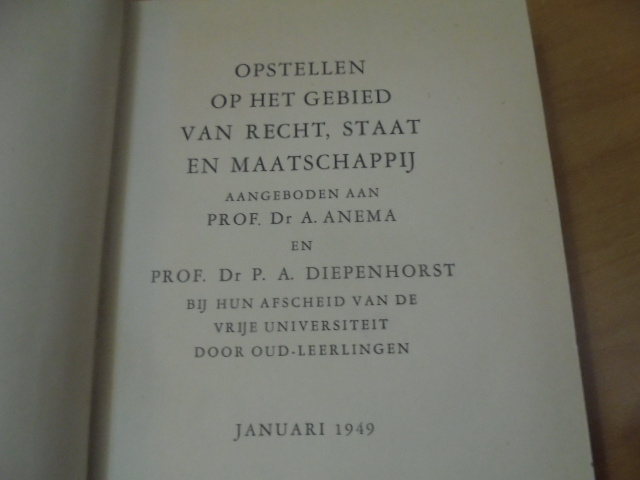 OPSTELLEN
OP HET GEBIED
VAN RECHT, STAAT
EN MAATSCHAPPIJ
AANGEBODEN AAN
PROF. Dr A. ANEMA
EN
PROF. Dr P. A. DIEPENHORST
BIJ HUN AFSCHEID VAN DE
VRIJE UNIVERSITEIT
DOOR OUD-LEERLINGEN
JANUARI 1949